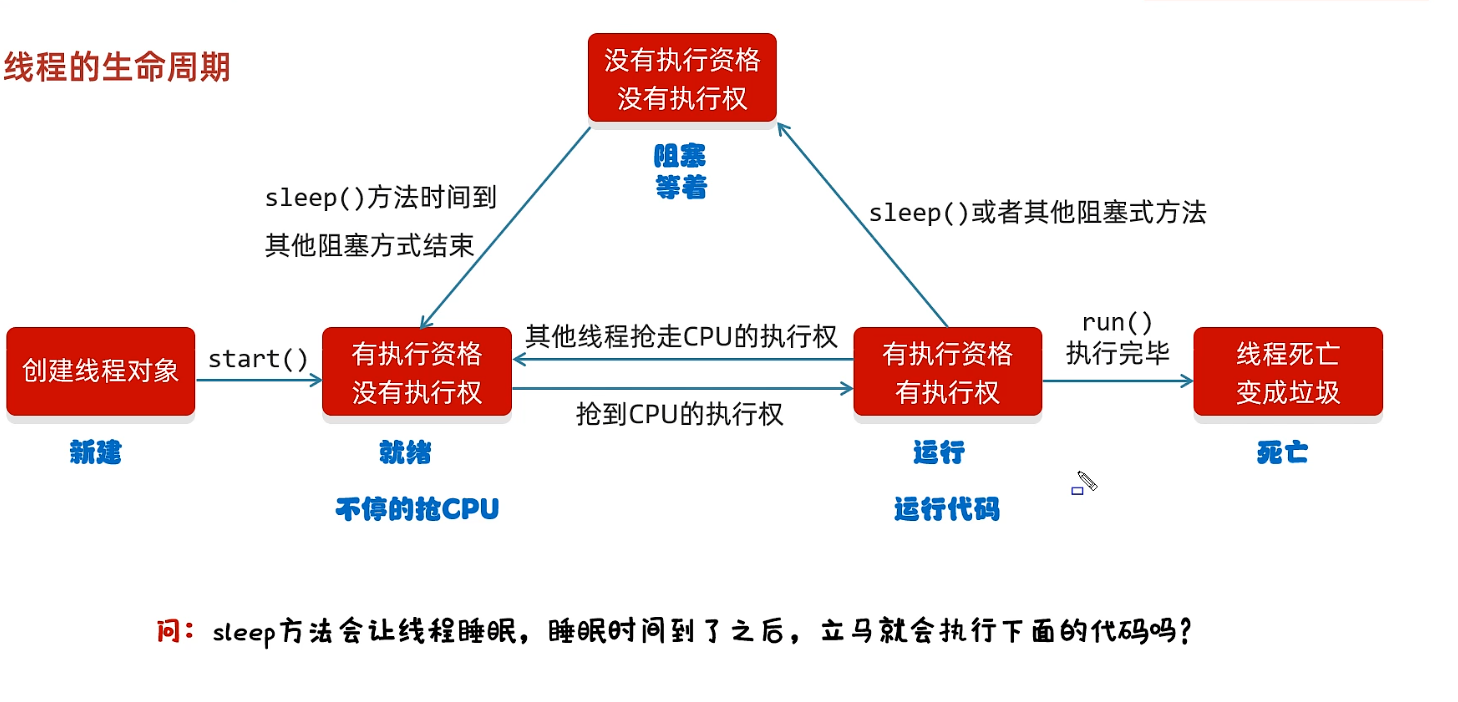 线程的生命周期
没有执行资格
没有执行权
阻塞
等着
sleep()方法时间到
其他阻塞方式结束
sleep()或者其他阻塞式方法
创建线程对象
新建
start()
有执行资格
没有执行权
就绪
不停的抢CPU
其他线程抢走CPU的执行权
抢到CPU的执行权
有执行资格
有执行权
运行
运行代码
run()
执行完毕
线程死亡
变成垃圾
死亡
问：sleep方法会让线程睡眠，睡眠时间到了之后，立马就会执行下面的代码吗？